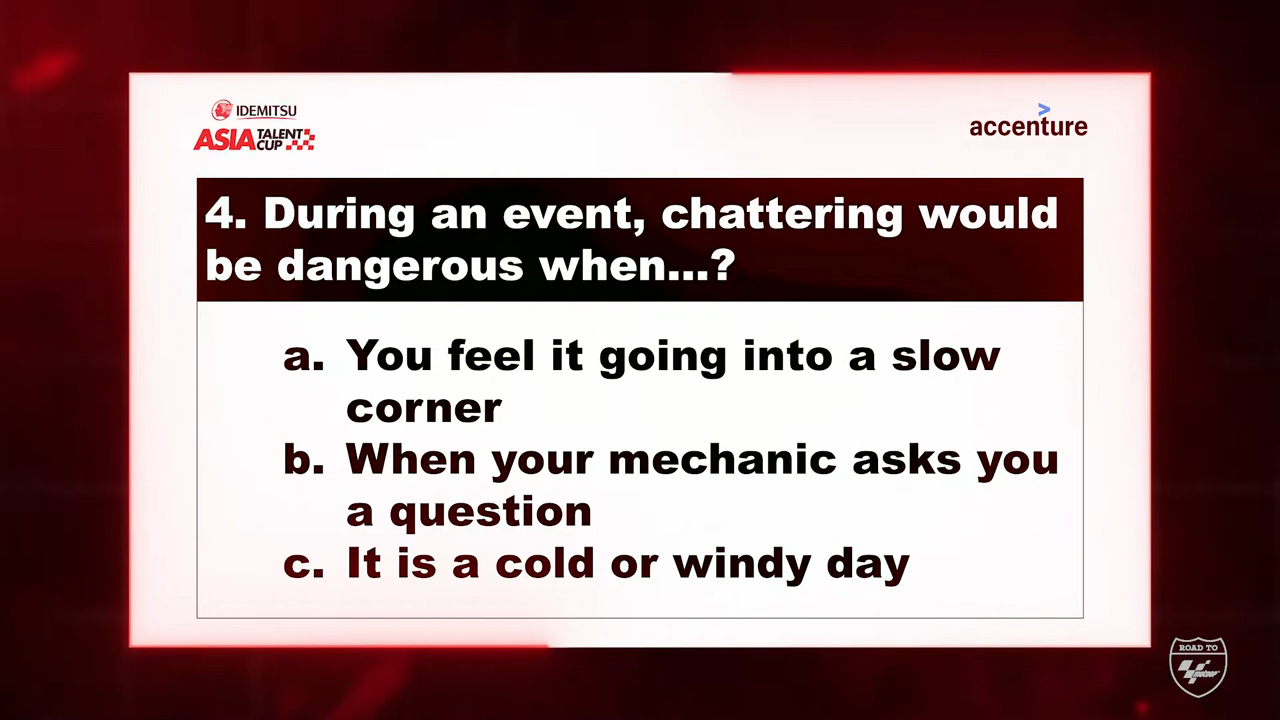 IDEMITSU
ASIA TALENT CUP
accenture
4. During an event, chattering would
be dangerous when...?
a. You feel it going into a slow
corner
b. When your mechanic asks you
a question
c. It is a cold or windy day
ROAD TO
MotoGP